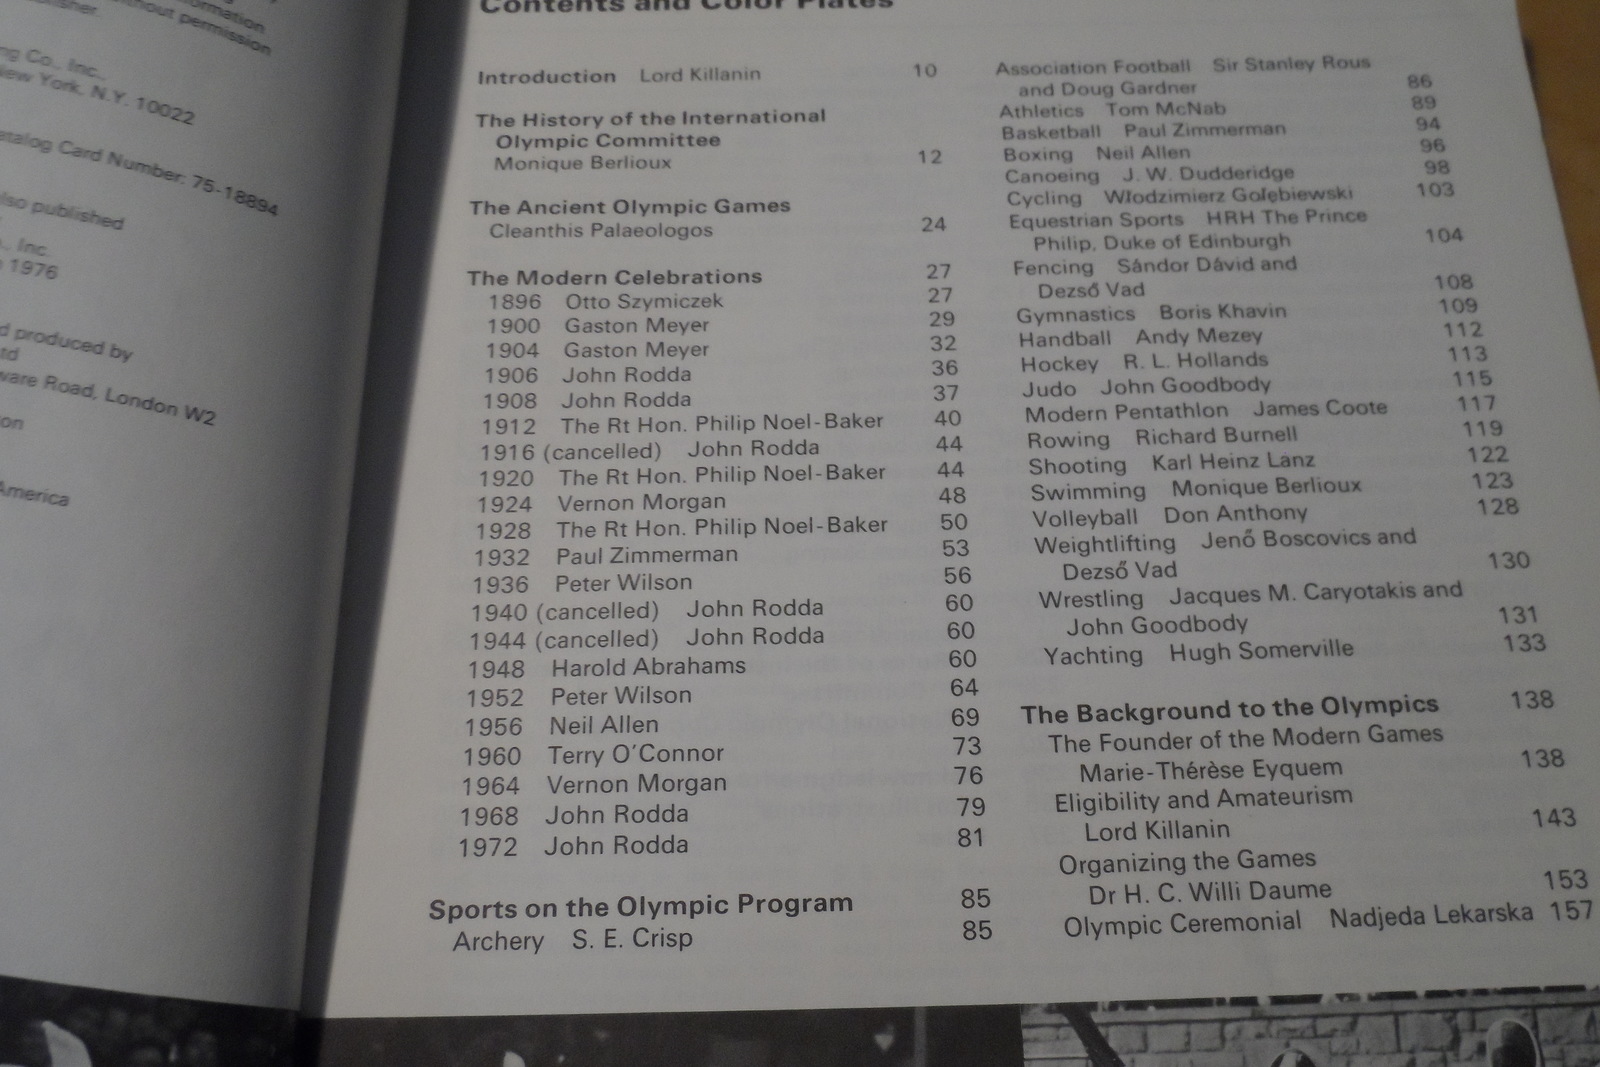 formation
without permission
ng Co., Inc.,
New York, N.Y. 10022
Catalog Card Number: 75-18894
also published
., Inc.
1976
d produced by
td
ware Road, London W2
on
America
Contents and Color Plates
Introduction Lord Killanin 10
The History of the International
Olympic Committee
Monique Berlioux 12
The Ancient Olympic Games
Cleanthis Palaeologos 24
The Modern Celebrations 27
1896 Otto Szymiczek 27
1900 Gaston Meyer 29
1904 Gaston Meyer 32
1906 John Rodda 36
1908 John Rodda 37
1912 The Rt Hon. Philip Noel-Baker 40
1916 (cancelled) John Rodda 44
1920 The Rt Hon. Philip Noel-Baker 44
1924 Vernon Morgan 48
1928 The Rt Hon. Philip Noel-Baker 50
1932 Paul Zimmerman 53
1936 Peter Wilson 56
1940 (cancelled) John Rodda 60
1944 (cancelled) John Rodda 60
1948 Harold Abrahams 60
1952 Peter Wilson 64
1956 Neil Allen 69
1960 Terry O'Connor 73
1964 Vernon Morgan 76
1968 John Rodda 79
1972 John Rodda 81
Sports on the Olympic Program 85
Archery S. E. Crisp 85
Association Football Sir Stanley Rous
and Doug Gardner 86
Athletics Tom McNab 89
Basketball Paul Zimmerman 94
Boxing Neil Allen 96
Canoeing J. W. Dudderidge 98
Cycling Włodzimierz Gołębiewski 103
Equestrian Sports HRH The Prince
Philip, Duke of Edinburgh 104
Fencing Sándor Dávid and
Dezső Vad 108
Gymnastics Boris Khavin 109
Handball Andy Mezey 112
Hockey R. L. Hollands 113
Judo John Goodbody 115
Modern Pentathlon James Coote 117
Rowing Richard Burnell 119
Shooting Karl Heinz Lanz 122
Swimming Monique Berlioux 123
Volleyball Don Anthony 128
Weightlifting Jenő Boscovics and
Dezső Vad 130
Wrestling Jacques M. Caryotakis and
John Goodbody 131
Yachting Hugh Somerville 133
The Background to the Olympics 138
The Founder of the Modern Games
Marie-Thérèse Eyquem 138
Eligibility and Amateurism
Lord Killanin 143
Organizing the Games
Dr H. C. Willi Daume 153
Olympic Ceremonial Nadjeda Lekarska 157